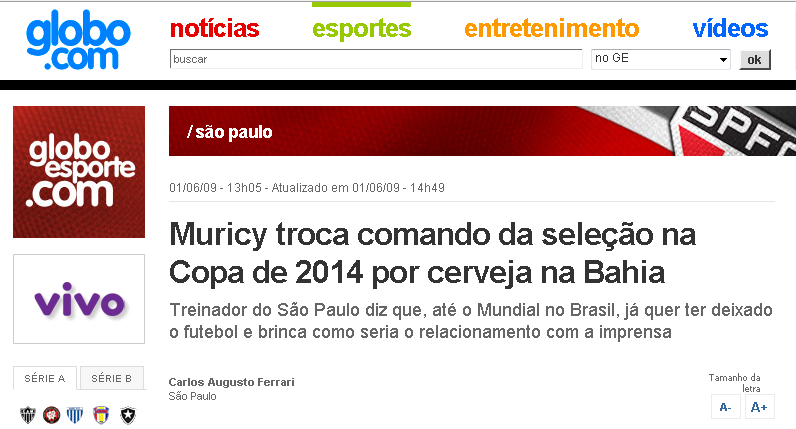 globo
.com
notícias
esportes
entretenimento
vídeos
buscar
no GE
ok
globo
esporte
.com
/ são paulo
SPFC
01/06/09 - 13h05 - Atualizado em 01/06/09 - 14h49
Muricy troca comando da seleção na
Copa de 2014 por cerveja na Bahia
Treinador do São Paulo diz que, até o Mundial no Brasil, já quer ter deixado
o futebol e brinca como seria o relacionamento com a imprensa
vivo
SÉRIE A
SÉRIE B
Carlos Augusto Ferrari
São Paulo
Tamanho da
letra
A-
A+